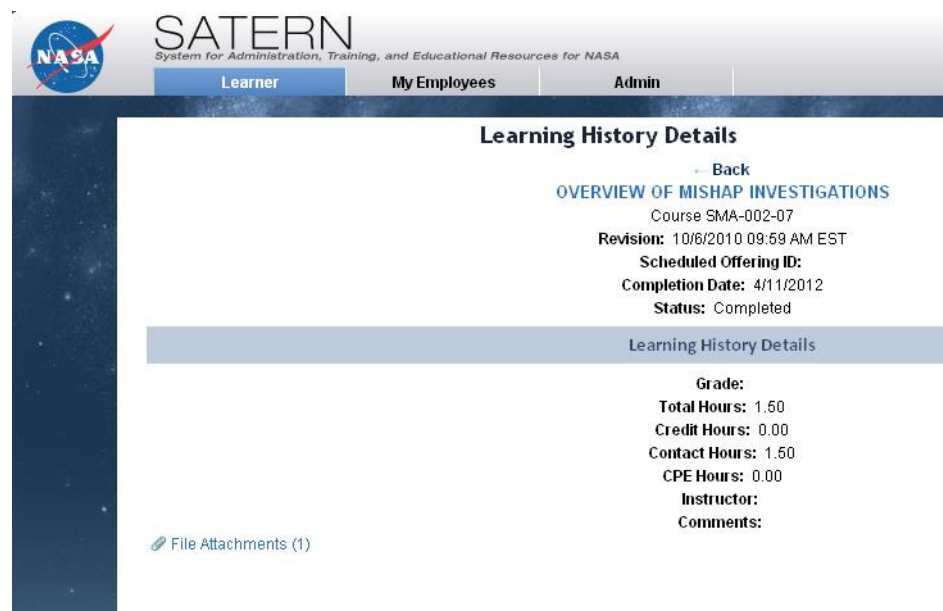 NASA
SATERN
System for Administration, Training, and Educational Resources for NASA
Learner My Employees Admin
Learning History Details
←Back
OVERVIEW OF MISHAP INVESTIGATIONS
Course SMA-002-07
Revision: 10/6/2010 09:59 AM EST
Scheduled Offering ID:
Completion Date: 4/11/2012
Status: Completed
Learning History Details
Grade:
Total Hours: 1.50
Credit Hours: 0.00
Contact Hours: 1.50
CPE Hours: 0.00
Instructor:
Comments:
File Attachments (1)